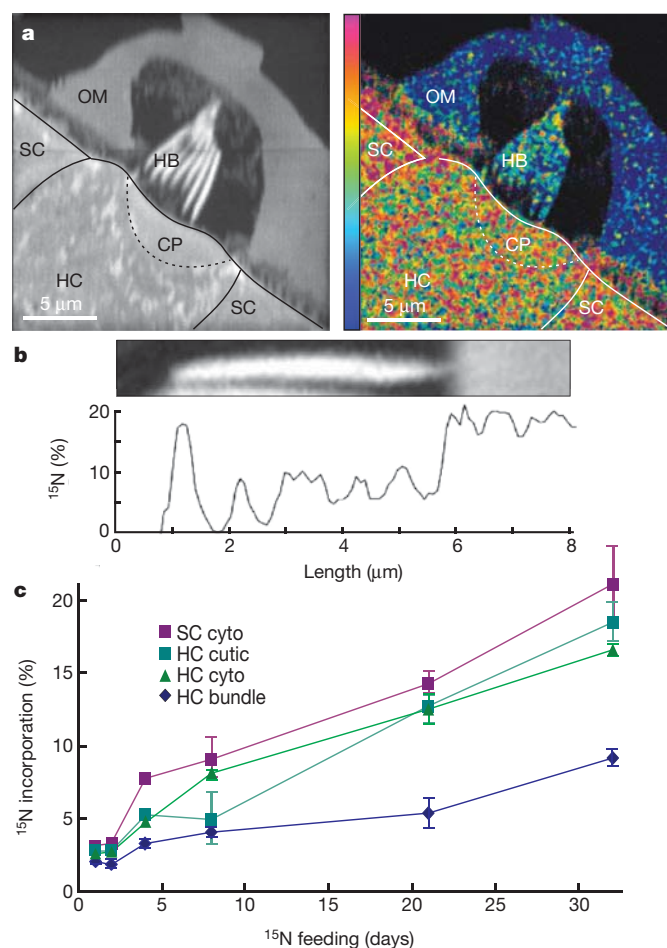 a
OM
SC
HB
CP
HC
SC
5 μm
OM
SC
HB
CP
HC
SC
5 μm
b
20
10
0
15N (%)
0 2 4 6 8
Length (μm)
c
20
15
10
5
0
15N incorporation (%)
SC cyto
HC cutic
HC cyto
HC bundle
0 5 10 15 20 25 30
15N feeding (days)